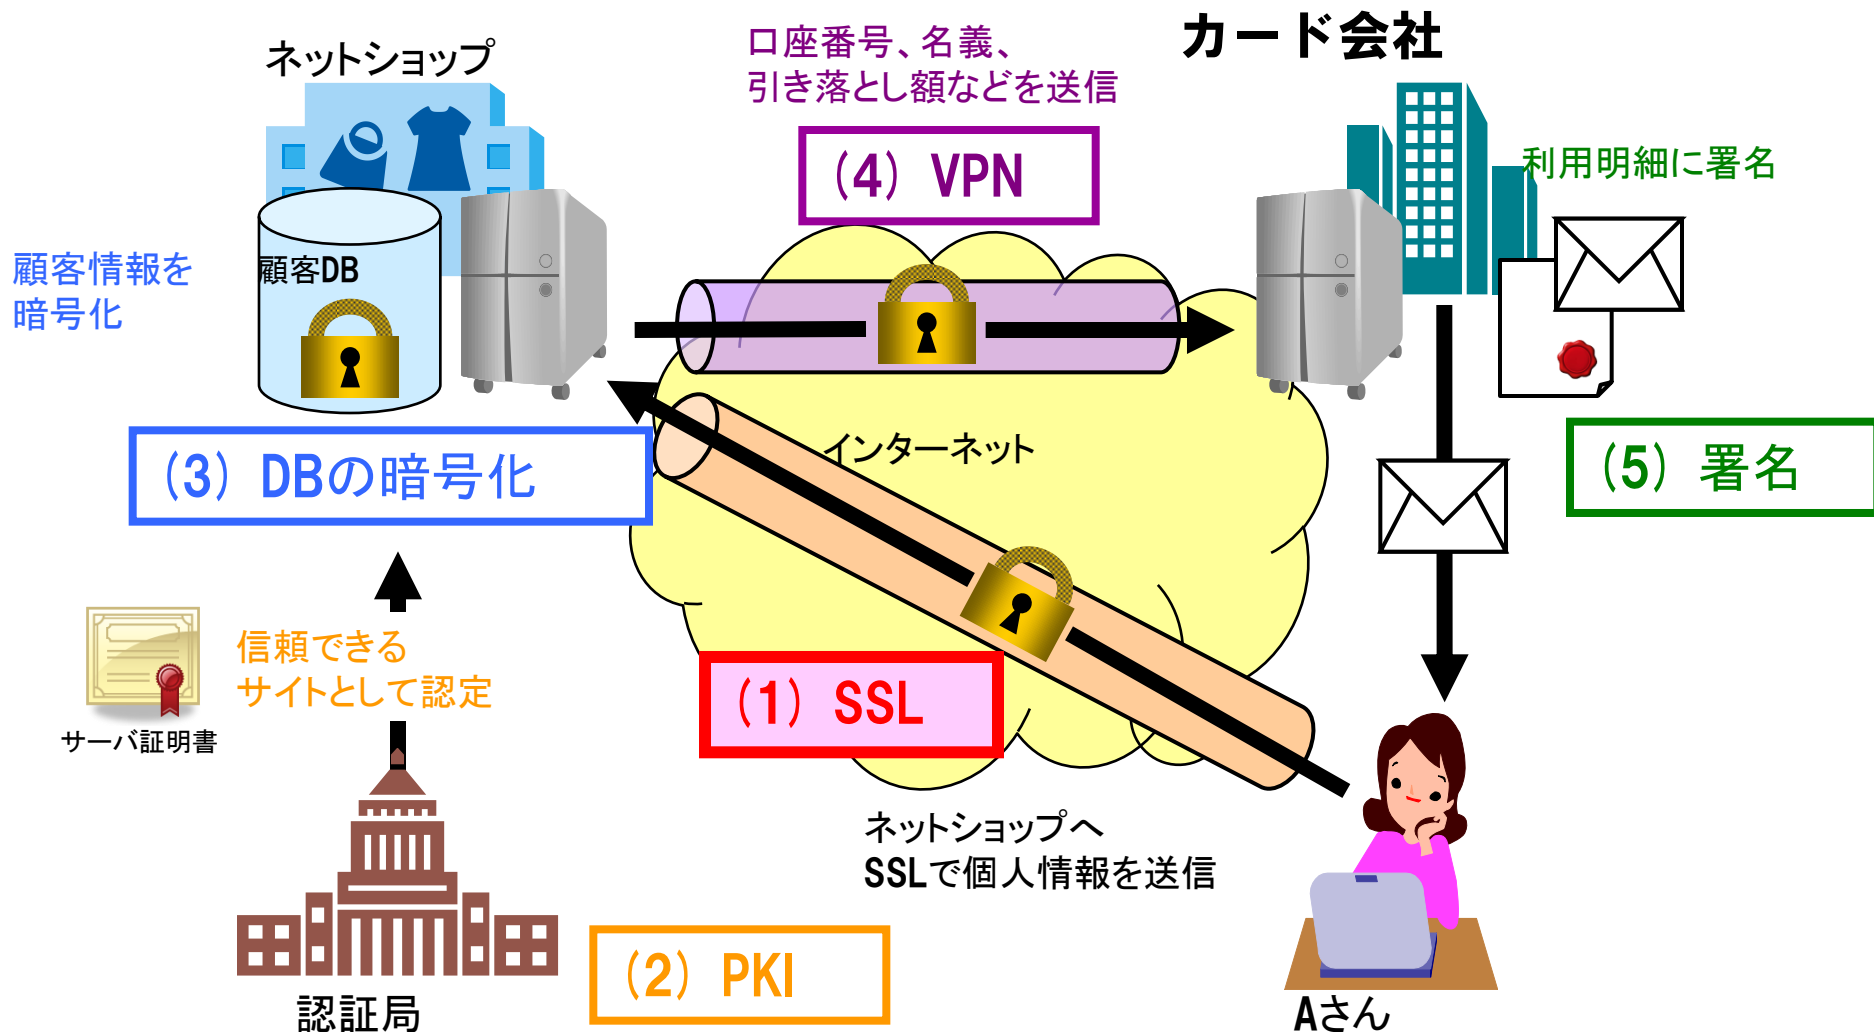 ネットショップ
口座番号、名義、
引き落とし額などを送信
カード会社
(4) VPN
利用明細に署名
顧客情報を
暗号化
顧客DB
インターネット
(3) DBの暗号化
(5) 署名
信頼できる
サイトとして認定
サーバ証明書
(1) SSL
ネットショップへ
SSLで個人情報を送信
(2) PKI
認証局
Aさん